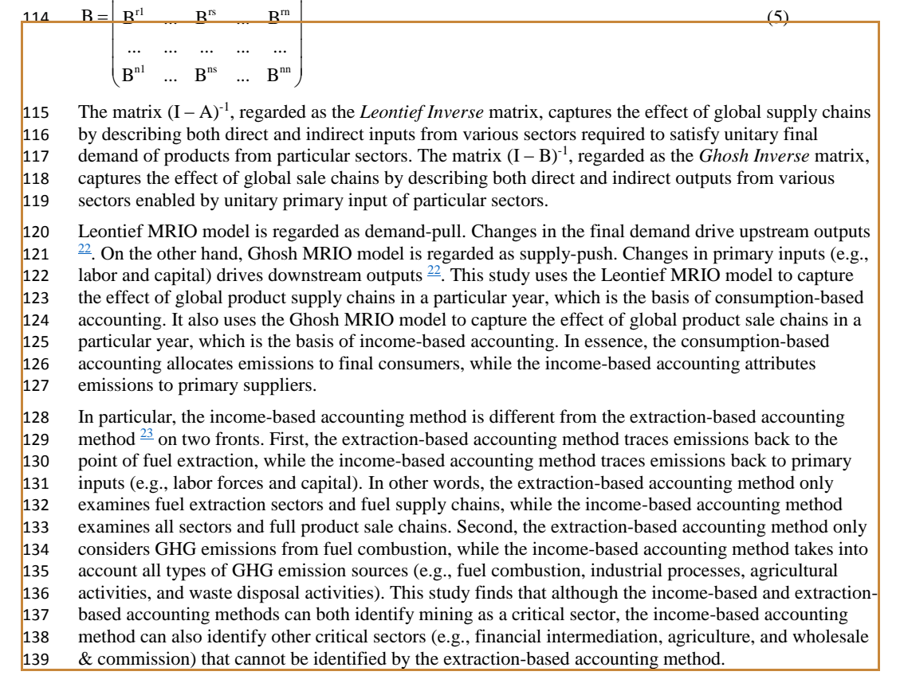 114 B = B^r1 ... B^rs ... B^rn (5)
... ... ... ... ...
B^n1 ... B^ns ... B^nn
115 The matrix (I – A)^-1, regarded as the Leontief Inverse matrix, captures the effect of global supply chains
116 by describing both direct and indirect inputs from various sectors required to satisfy unitary final
117 demand of products from particular sectors. The matrix (I – B)^-1, regarded as the Ghosh Inverse matrix,
118 captures the effect of global sale chains by describing both direct and indirect outputs from various
119 sectors enabled by unitary primary input of particular sectors.
120 Leontief MRIO model is regarded as demand-pull. Changes in the final demand drive upstream outputs
121 22. On the other hand, Ghosh MRIO model is regarded as supply-push. Changes in primary inputs (e.g.,
122 labor and capital) drives downstream outputs 22. This study uses the Leontief MRIO model to capture
123 the effect of global product supply chains in a particular year, which is the basis of consumption-based
124 accounting. It also uses the Ghosh MRIO model to capture the effect of global product sale chains in a
125 particular year, which is the basis of income-based accounting. In essence, the consumption-based
126 accounting allocates emissions to final consumers, while the income-based accounting attributes
127 emissions to primary suppliers.
128 In particular, the income-based accounting method is different from the extraction-based accounting
129 method 23 on two fronts. First, the extraction-based accounting method traces emissions back to the
130 point of fuel extraction, while the income-based accounting method traces emissions back to primary
131 inputs (e.g., labor forces and capital). In other words, the extraction-based accounting method only
132 examines fuel extraction sectors and fuel supply chains, while the income-based accounting method
133 examines all sectors and full product sale chains. Second, the extraction-based accounting method only
134 considers GHG emissions from fuel combustion, while the income-based accounting method takes into
135 account all types of GHG emission sources (e.g., fuel combustion, industrial processes, agricultural
136 activities, and waste disposal activities). This study finds that although the income-based and extraction-
137 based accounting methods can both identify mining as a critical sector, the income-based accounting
138 method can also identify other critical sectors (e.g., financial intermediation, agriculture, and wholesale
139 & commission) that cannot be identified by the extraction-based accounting method.